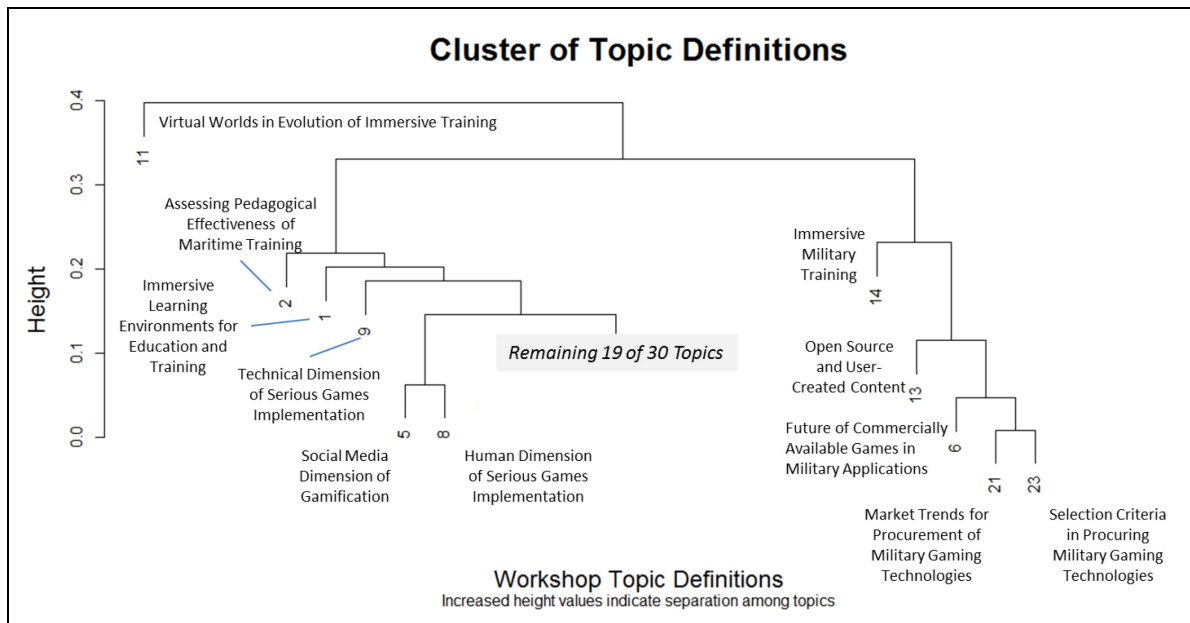 Cluster of Topic Definitions
Height
0.4
0.3
0.2
0.1
0.0
Virtual Worlds in Evolution of Immersive Training
11
Assessing Pedagogical
Effectiveness of
Maritime Training
2
Immersive
Learning
Environments for
Education and
Training
1
9
Technical Dimension
of Serious Games
Implementation
Remaining 19 of 30 Topics
5
8
Social Media
Dimension of
Gamification
Human Dimension
of Serious Games
Implementation
Immersive
Military
Training
14
Open Source
and User-
Created Content
13
Future of Commercially
Available Games in
Military Applications
6
21
23
Market Trends for
Procurement of
Military Gaming
Technologies
Selection Criteria
in Procuring
Military Gaming
Technologies
Workshop Topic Definitions
Increased height values indicate separation among topics